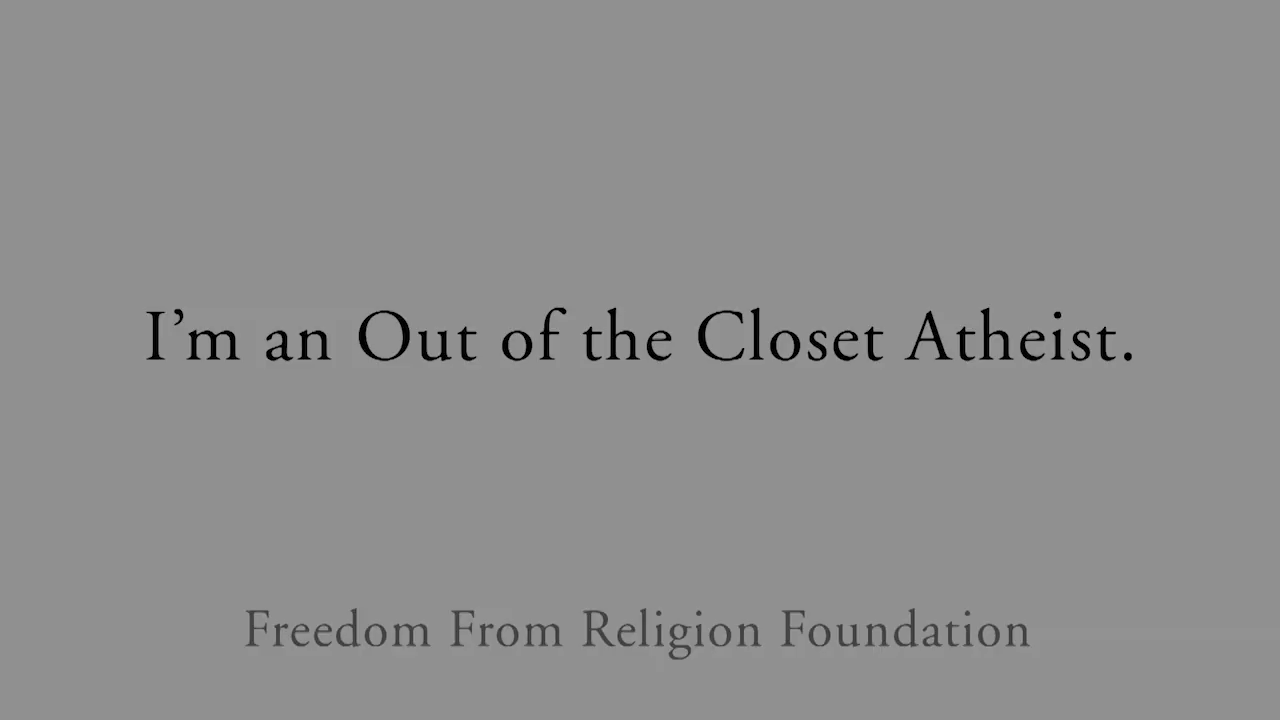 I’m an Out of the Closet Atheist.
Freedom From Religion Foundation